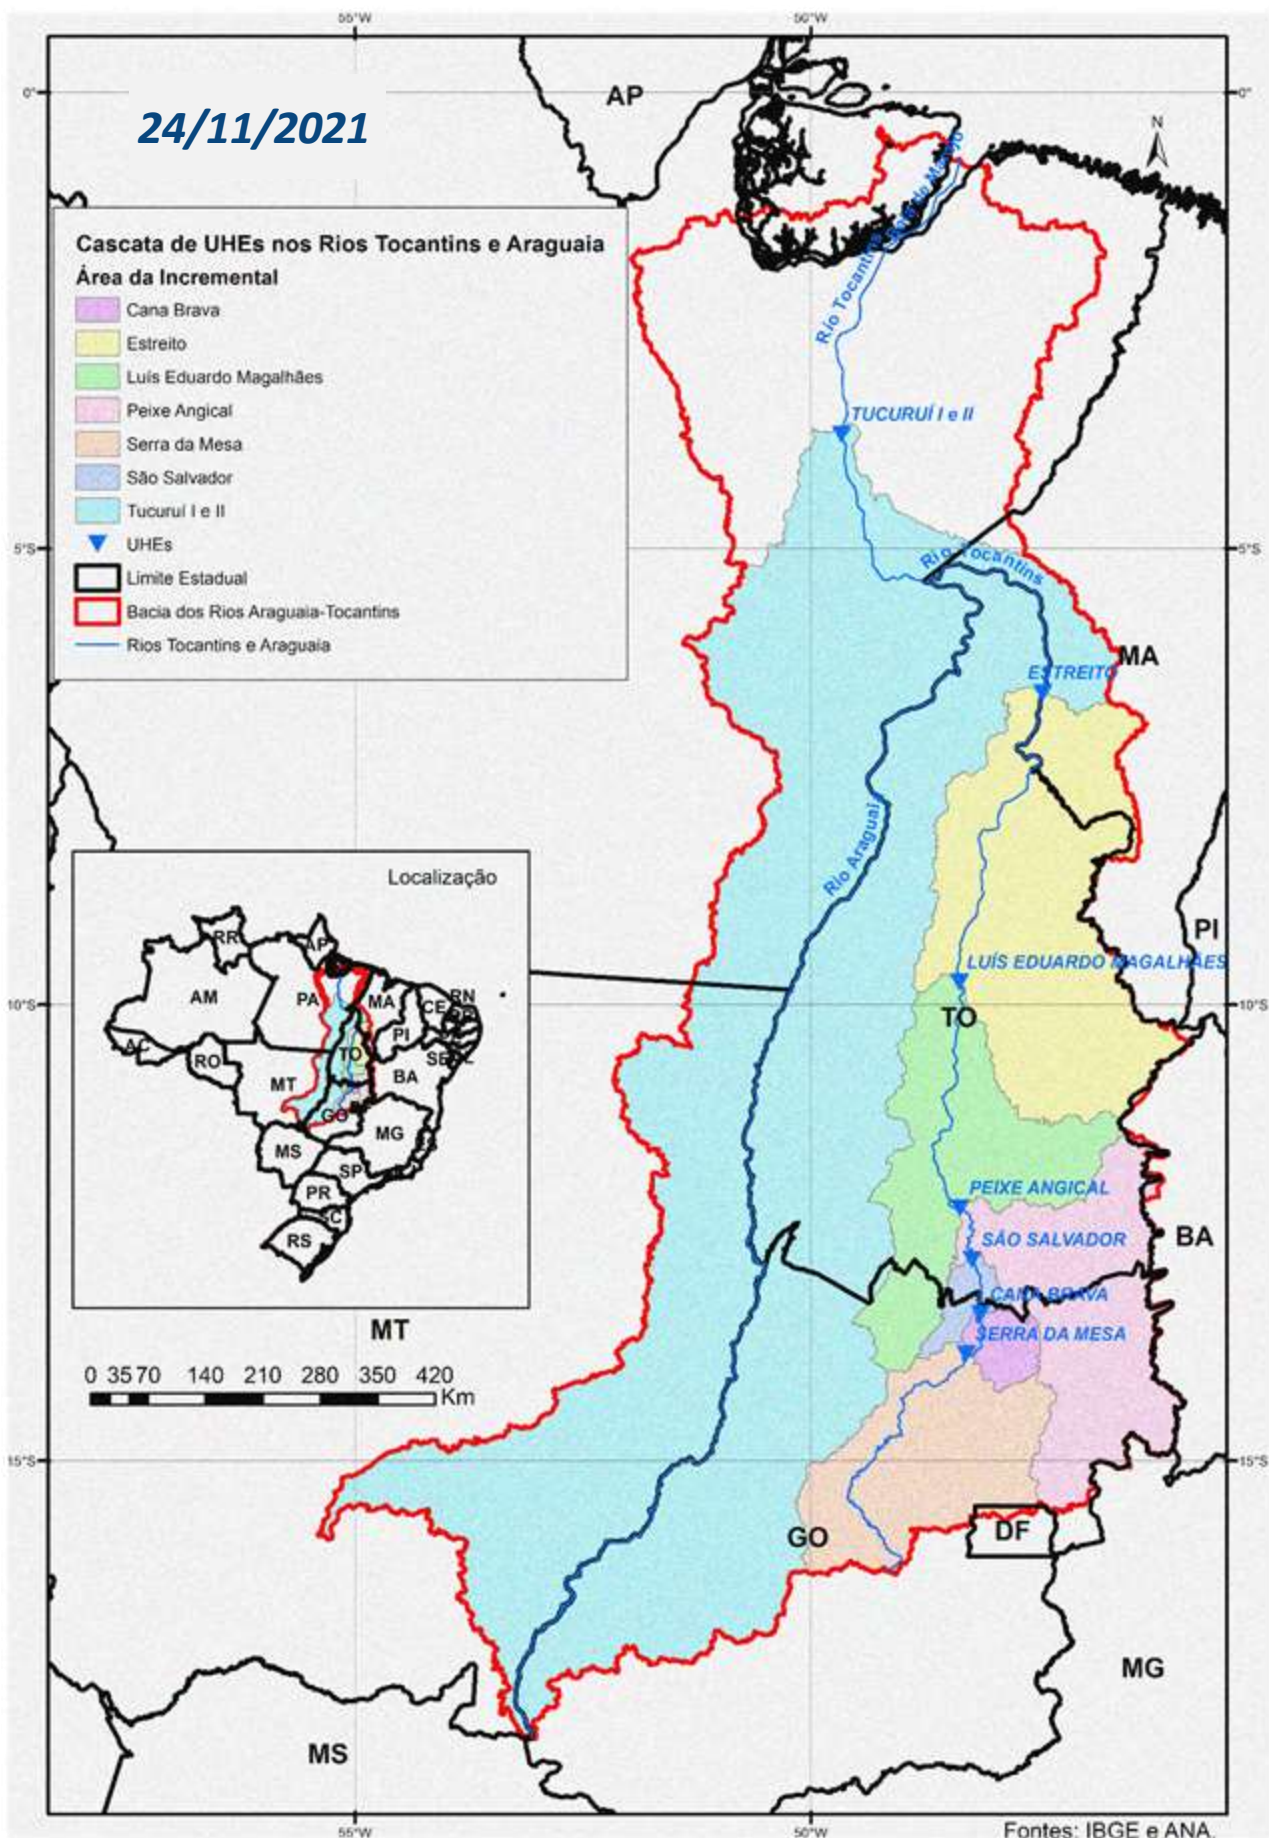 55°W
50°W
0°
0°
24/11/2021
AP
N
Cascata de UHEs nos Rios Tocantins e Araguaia
Área da Incremental
Cana Brava
Estreito
Luís Eduardo Magalhães
Peixe Angical
Serra da Mesa
São Salvador
Tucuruí I e II
UHEs
Limite Estadual
Bacia dos Rios Araguaia-Tocantins
Rios Tocantins e Araguaia
Rio Tocantins
TUCURUÍ I e II
5°S
5°S
Rio Tocantins
MA
ESTREITO
Rio Araguaia
PI
LUÍS EDUARDO MAGALHÃES
10°S
10°S
TO
PEIXE ANGICAL
SÃO SALVADOR
BA
CANA BRAVA
SERRA DA MESA
Localização
RR
AP
AM
PA
MA
CE
RN
PI
AC
RO
TO
SE
MT
BA
GO
MS
MG
SP
PR
SC
RS
MT
0 35 70 140 210 280 350 420
Km
15°S
15°S
GO
DF
MG
MS
55°W
50°W
Fontes: IBGE e ANA